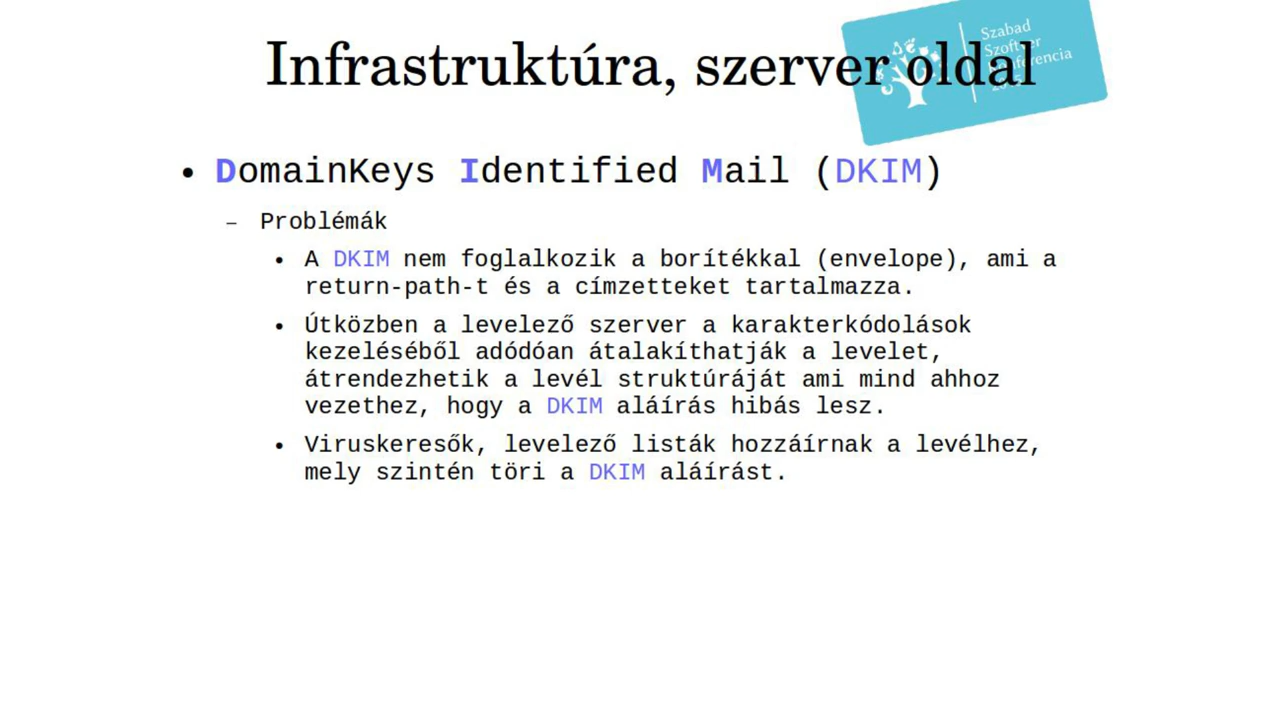 Infrastruktúra, szerver oldal
Szabad
Szoftver
Konferencia
• DomainKeys Identified Mail (DKIM)
– Problémák
• A DKIM nem foglalkozik a borítékkal (envelope), ami a
return-path-t és a címzetteket tartalmazza.
• Útközben a levelező szerver a karakterkódolások
kezeléséből adódóan átalakíthatják a levelet,
átrendezhetik a levél struktúráját ami mind ahhoz
vezethez, hogy a DKIM aláírás hibás lesz.
• Viruskeresők, levelező listák hozzáírnak a levélhez,
mely szintén töri a DKIM aláírást.